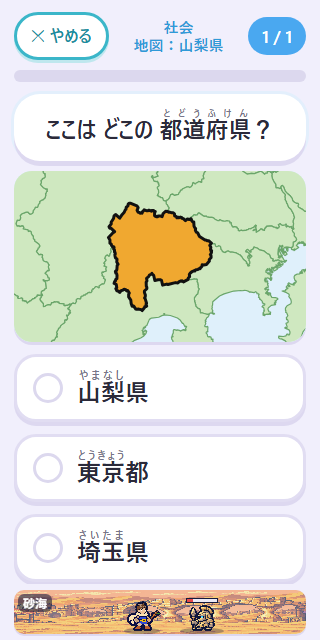 × やめる
社会
地図：山梨県
1 / 1
ここは どこの 都道府県 ?
とどうふけん
やまなし
山梨県
とうきょう
東京都
さいたま
埼玉県
砂海